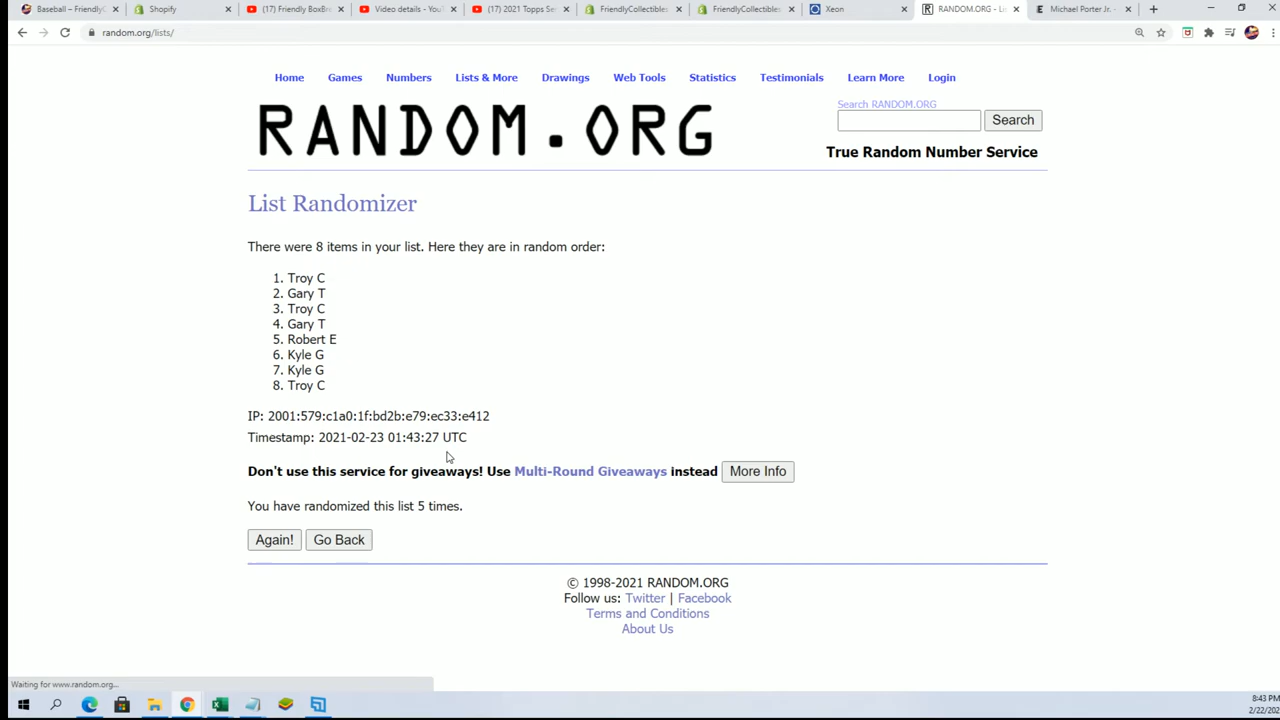 Baseball – FriendlyC
Shopify
(17) Friendly BoxBre
Video details - YouT
(17) 2021 Topps Se
FriendlyCollectibles
FriendlyCollectibles
Xeon
RANDOM.ORG - Li
Michael Porter Jr. -
random.org/lists/
Home Games Numbers Lists & More Drawings Web Tools Statistics Testimonials Learn More Login
RANDOM.ORG
Search RANDOM.ORG
Search
True Random Number Service
List Randomizer
There were 8 items in your list. Here they are in random order:
1. Troy C
2. Gary T
3. Troy C
4. Gary T
5. Robert E
6. Kyle G
7. Kyle G
8. Troy C
IP: 2001:579:c1a0:1f:bd2b:e79:ec33:e412
Timestamp: 2021-02-23 01:43:27 UTC
Don't use this service for giveaways! Use Multi-Round Giveaways instead More Info
You have randomized this list 5 times.
Again! Go Back
© 1998-2021 RANDOM.ORG
Follow us: Twitter | Facebook
Terms and Conditions
About Us
Waiting for www.random.org...
8:43 PM
2/22/202